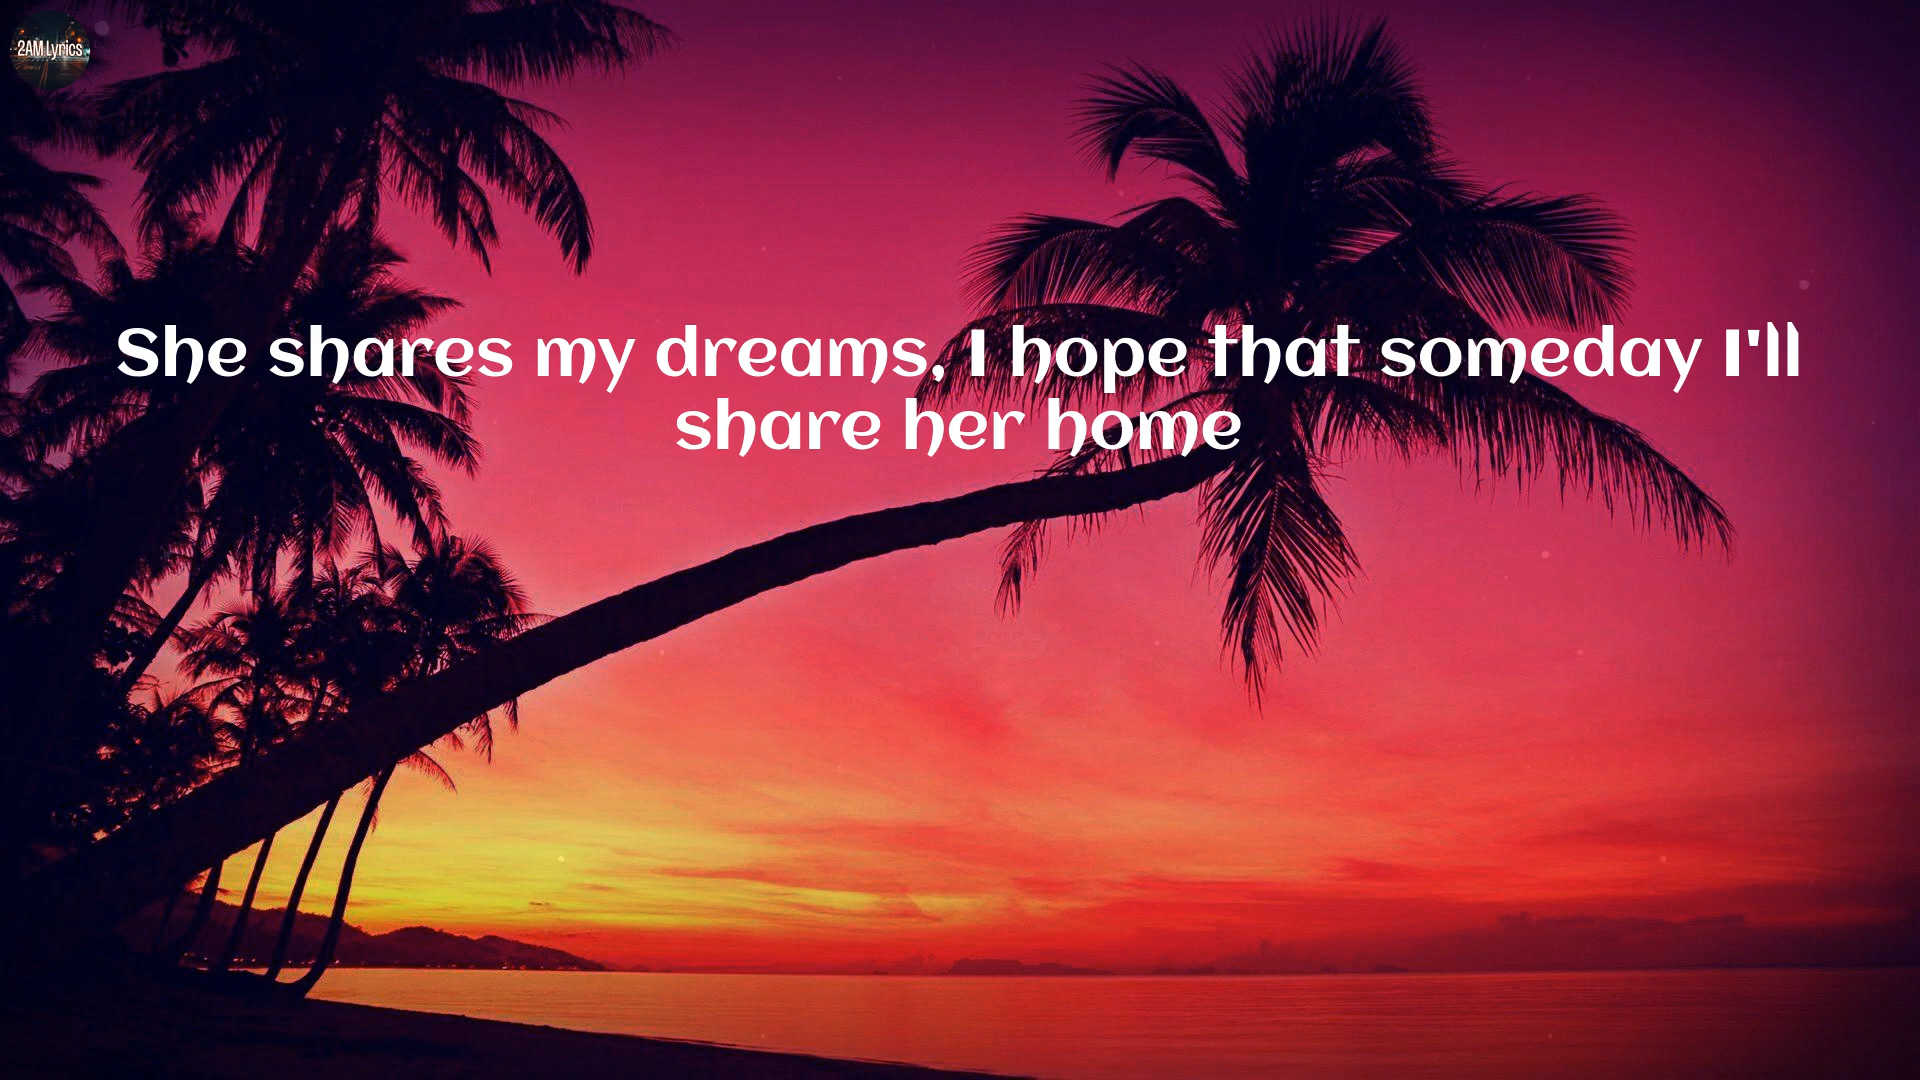 2AM Lyrics
She shares my dreams, I hope that someday I'll
share her home